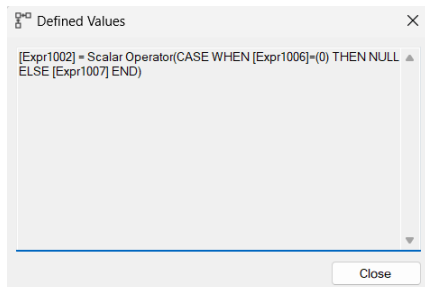 Defined Values
[Expr1002] = Scalar Operator(CASE WHEN [Expr1006]=(0) THEN NULL
ELSE [Expr1007] END)
Close